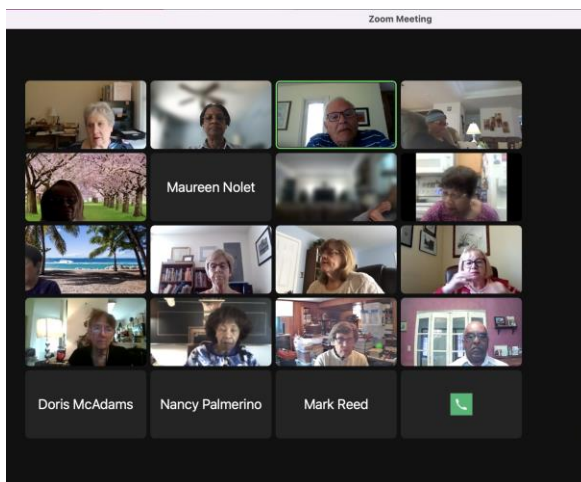 Zoom Meeting
Maureen Nolet
Doris McAdams
Nancy Palmerino
Mark Reed